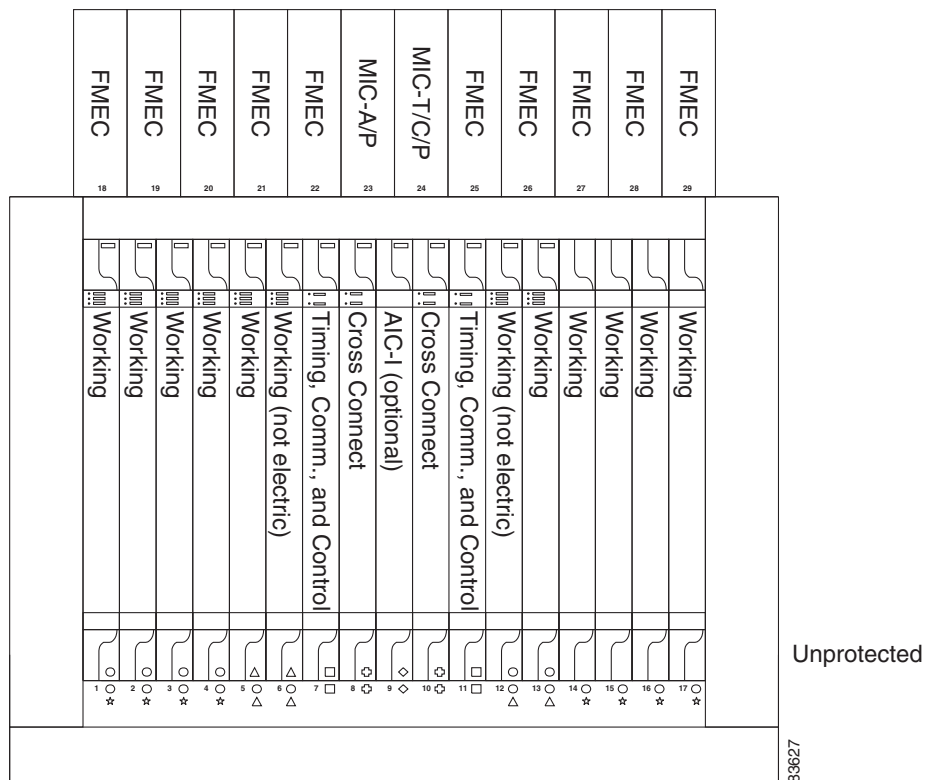 FMEC
FMEC
FMEC
FMEC
FMEC
MIC-A/P
MIC-T/C/P
FMEC
FMEC
FMEC
FMEC
FMEC
18 19 20 21 22 23 24 25 26 27 28 29
Working
Working
Working
Working
Working
Working (not electric)
Timing, Comm., and Control
Cross Connect
AIC-I (optional)
Cross Connect
Timing, Comm., and Control
Working (not electric)
Working
Working
Working
Working
Working
Unprotected
1 2 3 4 5 6 7 8 9 10 11 12 13 14 15 16 17